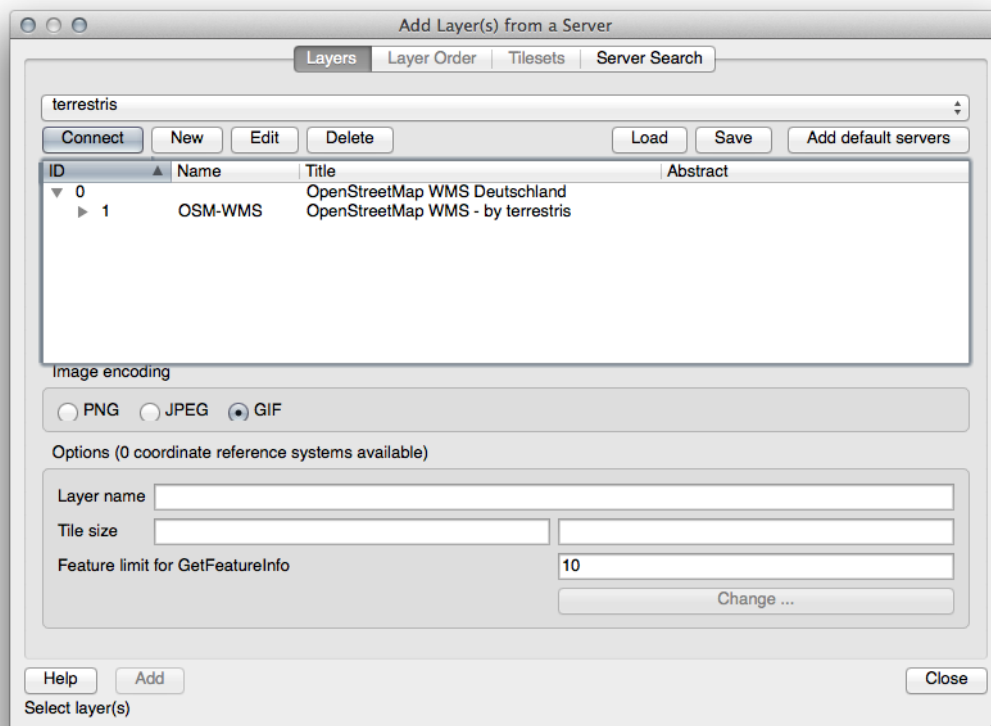 Add Layer(s) from a Server
Layers Layer Order Tilesets Server Search
terrestris
Connect New Edit Delete Load Save Add default servers
ID Name Title Abstract
0 OpenStreetMap WMS Deutschland
1 OSM-WMS OpenStreetMap WMS - by terrestris
Image encoding
PNG JPEG GIF
Options (0 coordinate reference systems available)
Layer name
Tile size
Feature limit for GetFeatureInfo 10
Change ...
Help Add Close
Select layer(s)